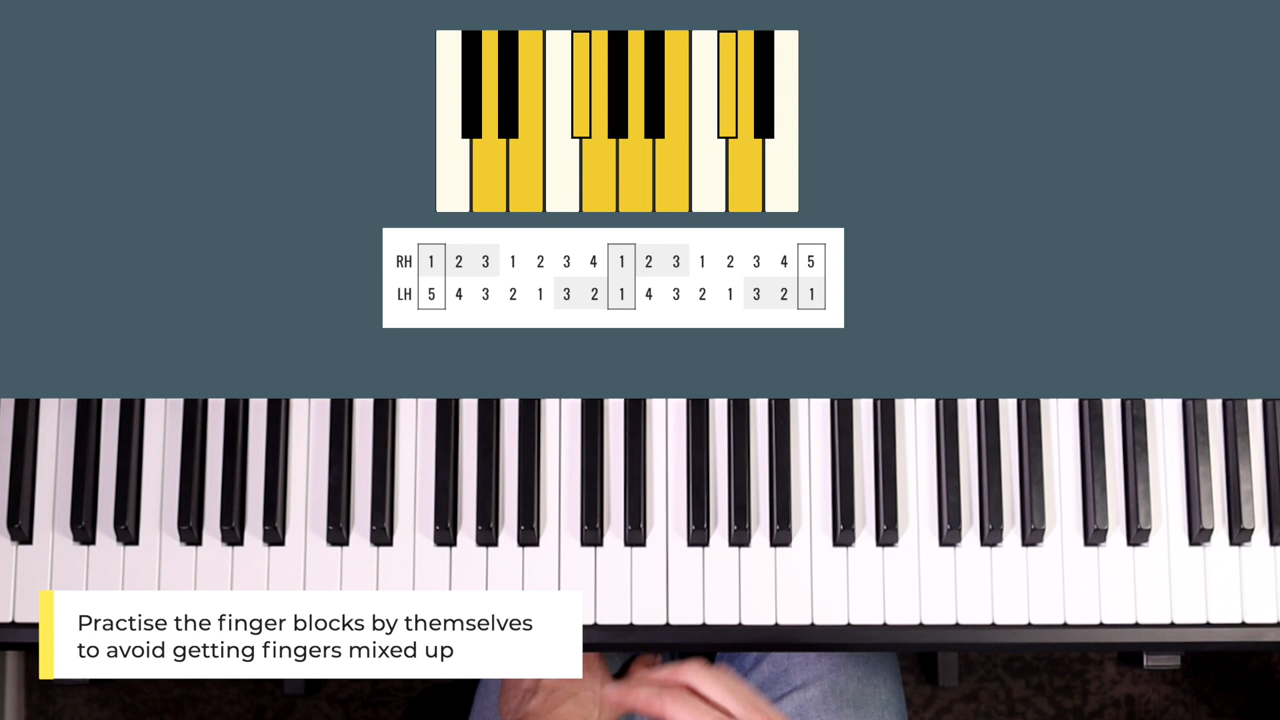 RH 1 2 3 1 2 3 4 1 2 3 1 2 3 4 5
LH 5 4 3 2 1 3 2 1 4 3 2 1 3 2 1
Practise the finger blocks by themselves
to avoid getting fingers mixed up